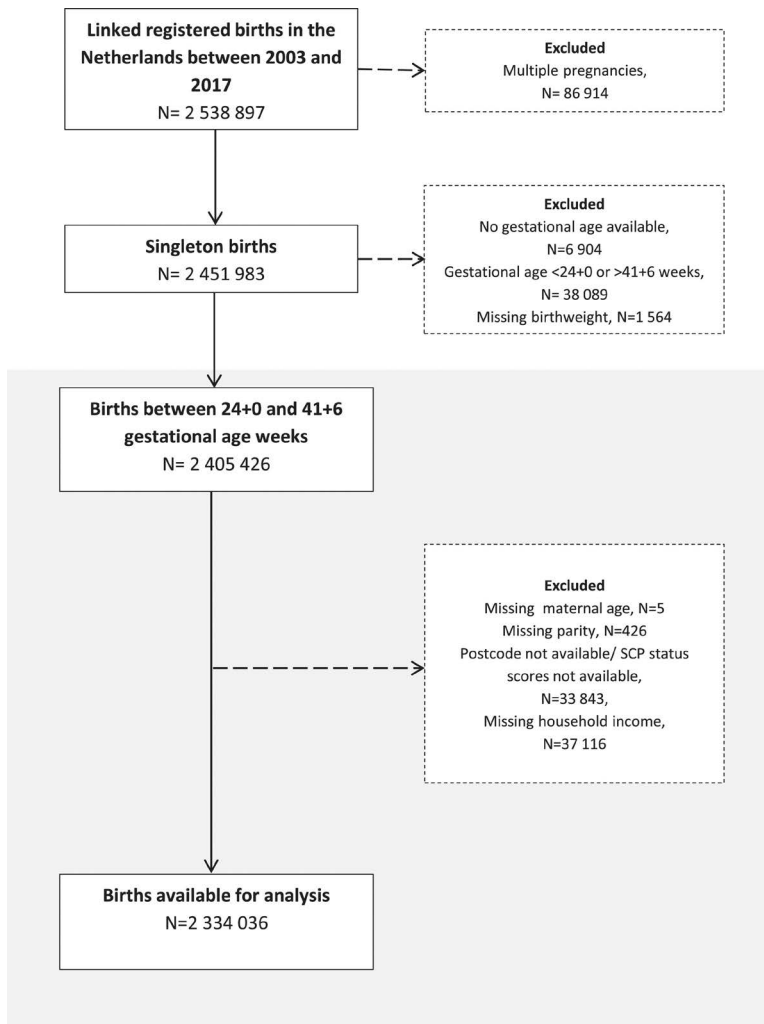 Linked registered births in the
Netherlands between 2003 and
2017
N= 2 538 897
Excluded
Multiple pregnancies,
N= 86 914
Singleton births
N= 2 451 983
Excluded
No gestational age available,
N=6 904
Gestational age <24+0 or >41+6 weeks,
N= 38 089
Missing birthweight, N=1 564
Births between 24+0 and 41+6
gestational age weeks
N= 2 405 426
Excluded
Missing maternal age, N=5
Missing parity, N=426
Postcode not available/ SCP status
scores not available,
N=33 843,
Missing household income,
N=37 116
Births available for analysis
N=2 334 036